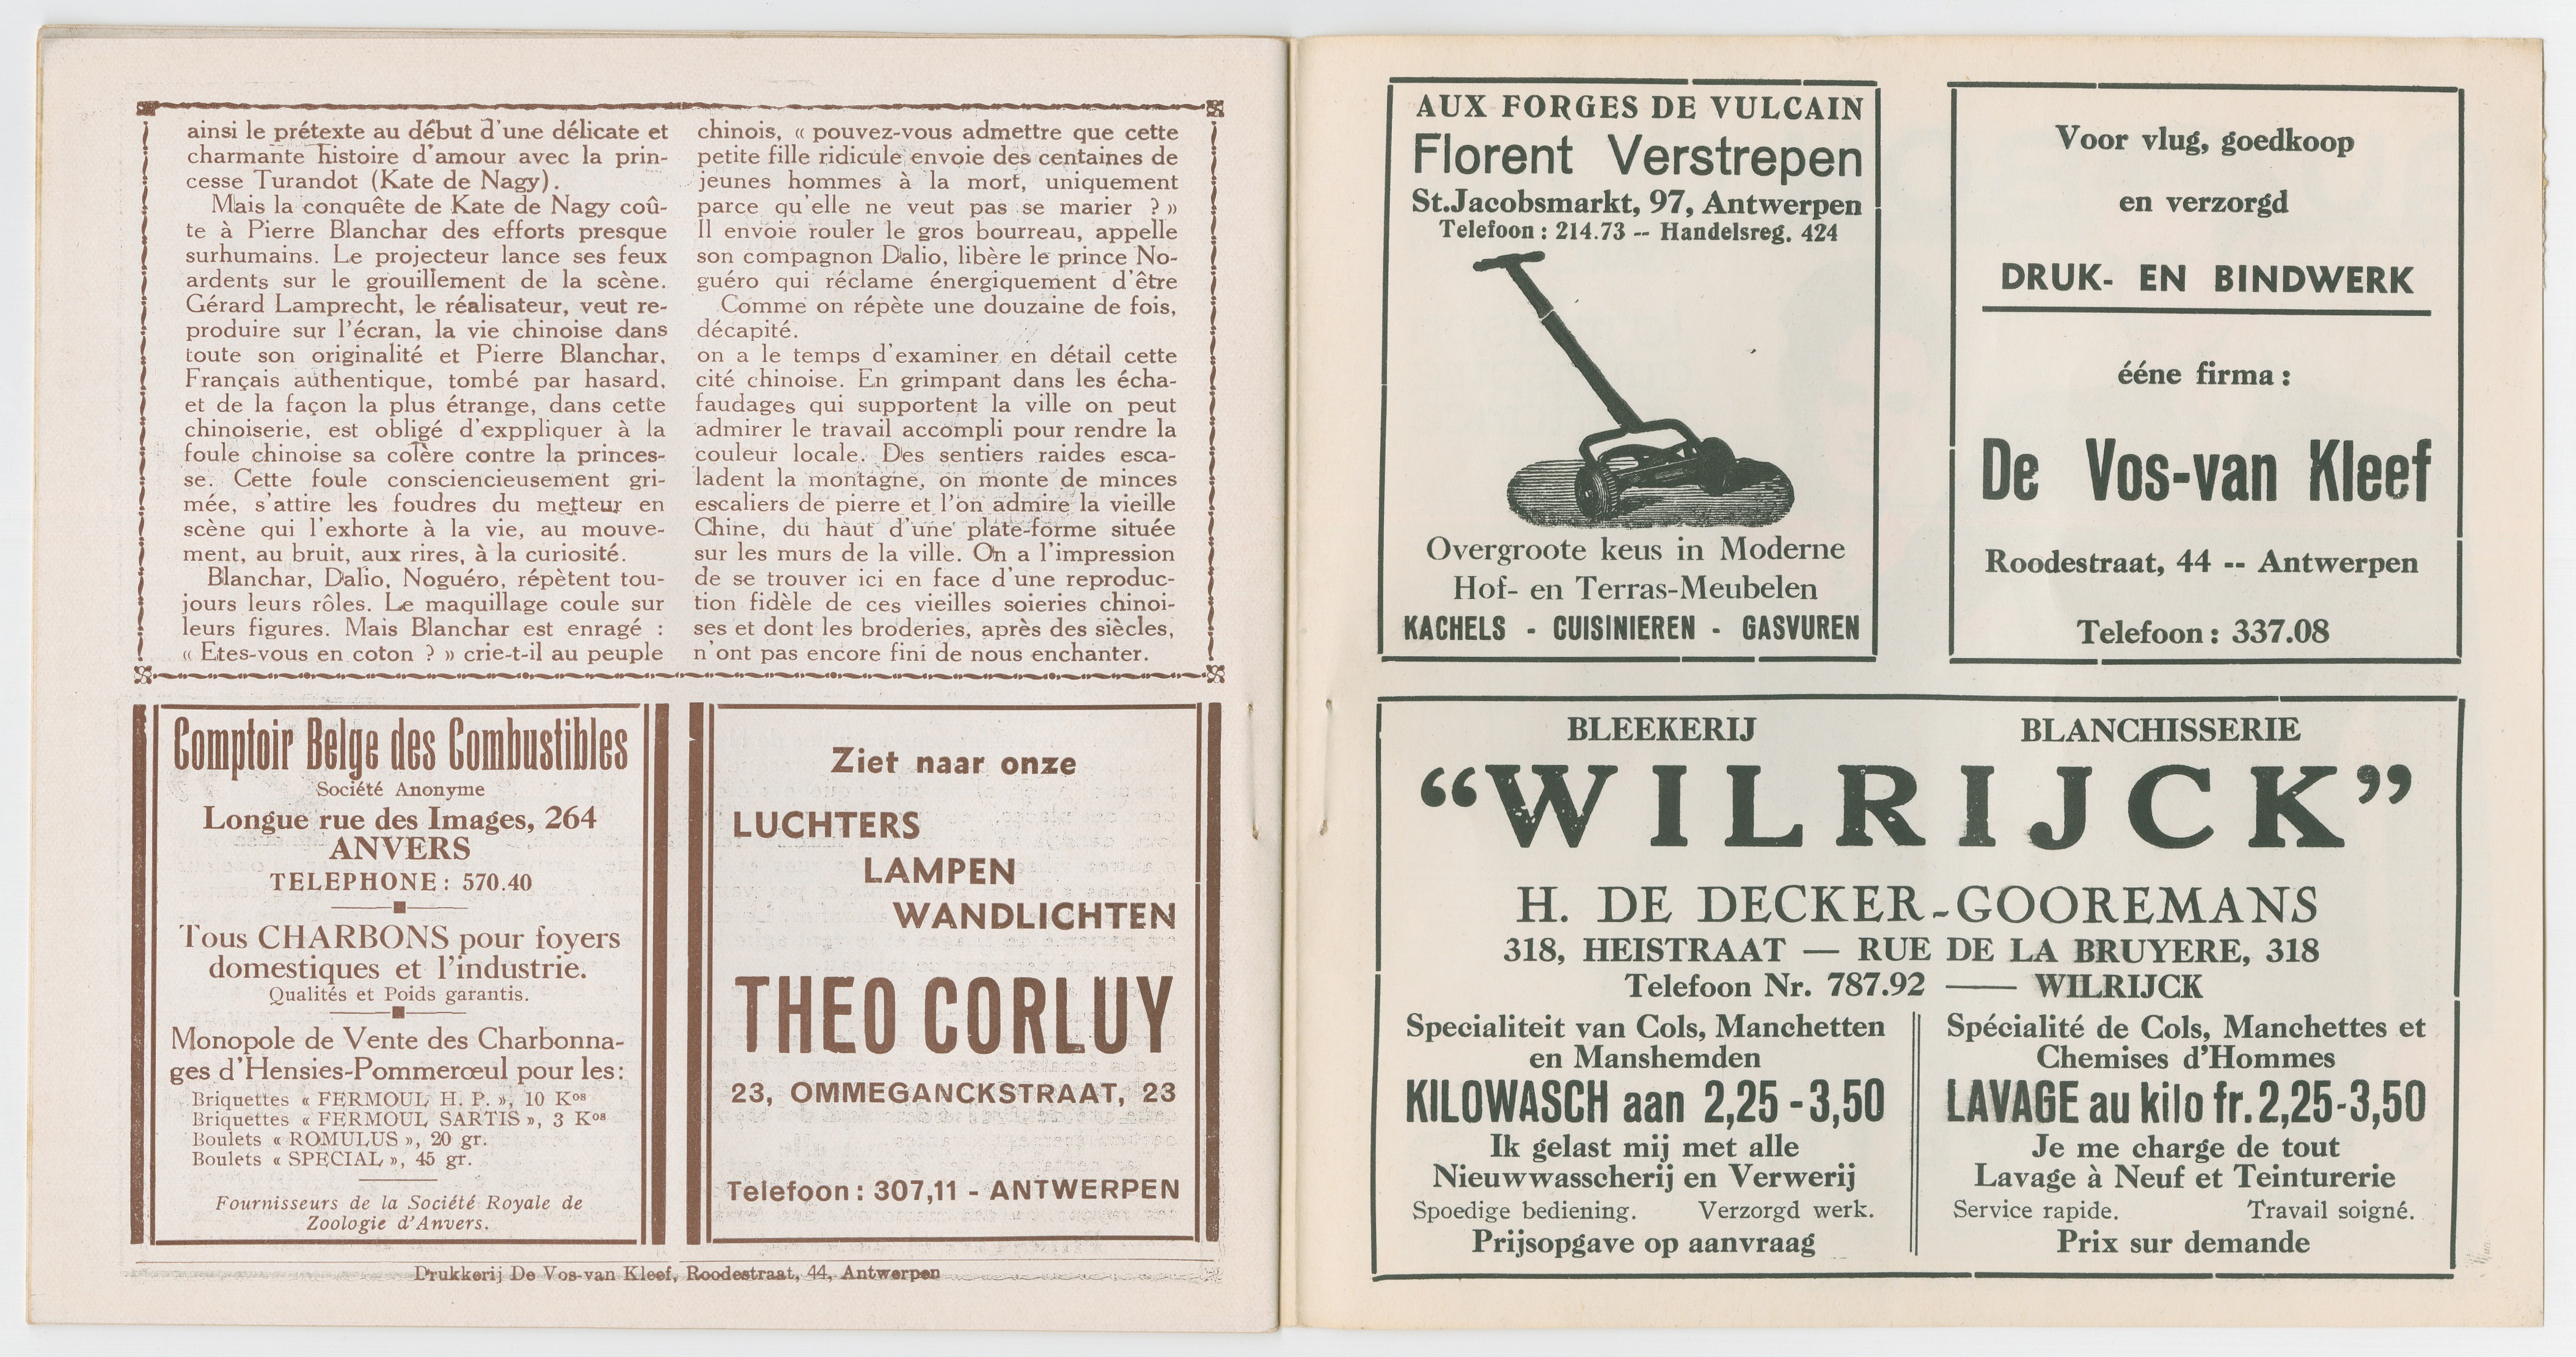 ainsi le prétexte au début d'une délicate et
charmante histoire d'amour avec la prin-
cesse Turandot (Kate de Nagy).
Mais la conquête de Kate de Nagy coû-
te à Pierre Blanchar des efforts presque
surhumains. Le projecteur lance ses feux
ardents sur le grouillement de la scène.
Gérard Lamprecht, le réalisateur, veut re-
produire sur l'écran, la vie chinoise dans
toute son originalité et Pierre Blanchar,
Français authentique, tombé par hasard,
et de la façon la plus étrange, dans cette
chinoiserie, est obligé d'exppliquer à la
foule chinoise sa colère contre la princes-
se. Cette foule consciencieusement gri-
mée, s'attire les foudres du metteur en
scène qui l'exhorte à la vie, au mouve-
ment, au bruit, aux rires, à la curiosité.
Blanchar, Dalio, Noguéro, répètent tou-
jours leurs rôles. Le maquillage coule sur
leurs figures. Mais Blanchar est enragé :
« Etes-vous en coton ? » crie-t-il au peuple
chinois, « pouvez-vous admettre que cette
petite fille ridicule envoie des centaines de
jeunes hommes à la mort, uniquement
parce qu'elle ne veut pas se marier ? »
Il envoie rouler le gros bourreau, appelle
son compagnon Dalio, libère le prince No-
guéro qui réclame énergiquement d'être
Comme on répète une douzaine de fois,
décapité.
on a le temps d'examiner en détail cette
cité chinoise. En grimpant dans les écha-
faudages qui supportent la ville on peut
admirer le travail accompli pour rendre la
couleur locale. Des sentiers raides esca-
ladent la montagne, on monte de minces
escaliers de pierre et l'on admire la vieille
Chine, du haut d'une plate-forme située
sur les murs de la ville. On a l'impression
de se trouver ici en face d'une reproduc-
tion fidèle de ces vieilles soieries chinoi-
ses et dont les broderies, après des siècles,
n'ont pas encore fini de nous enchanter.
Comptoir Belge des Combustibles
Société Anonyme
Longue rue des Images, 264
ANVERS
TELEPHONE : 570.40
Tous CHARBONS pour foyers
domestiques et l'industrie.
Qualités et Poids garantis.
Monopole de Vente des Charbonna-
ges d'Hensies-Pommerœul pour les :
Briquettes « FERMOUL H. P. », 10 Kos
Briquettes « FERMOUL SARTIS », 3 Kos
Boulets « ROMULUS », 20 gr.
Boulets « SPECIAL », 45 gr.
Fournisseurs de la Société Royale de
Zoologie d'Anvers.
Ziet naar onze
LUCHTERS
LAMPEN
WANDLICHTEN
THEO CORLUY
23, OMMEGANCKSTRAAT, 23
Telefoon : 307,11 - ANTWERPEN
Drukkerij De Vos-van Kleef, Roodestraat, 44, Antwerpen
AUX FORGES DE VULCAIN
Florent Verstrepen
St.Jacobsmarkt, 97, Antwerpen
Telefoon : 214.73 -- Handelsreg. 424
Overgroote keus in Moderne
Hof- en Terras-Meubelen
KACHELS - CUISINIEREN - GASVUREN
Voor vlug, goedkoop
en verzorgd
DRUK- EN BINDWERK
ééne firma :
De Vos-van Kleef
Roodestraat, 44 -- Antwerpen
Telefoon : 337.08
BLEEKERIJ BLANCHISSERIE
“WILRIJCK”
H. DE DECKER-GOOREMANS
318, HEISTRAAT — RUE DE LA BRUYERE, 318
Telefoon Nr. 787.92 —— WILRIJCK
Specialiteit van Cols, Manchetten
en Manshemden
KILOWASCH aan 2,25 - 3,50
Ik gelast mij met alle
Nieuwwasscherij en Verwerij
Spoedige bediening. Verzorgd werk.
Prijsopgave op aanvraag
Spécialité de Cols, Manchettes et
Chemises d'Hommes
LAVAGE au kilo fr. 2,25-3,50
Je me charge de tout
Lavage à Neuf et Teinturerie
Service rapide. Travail soigné.
Prix sur demande